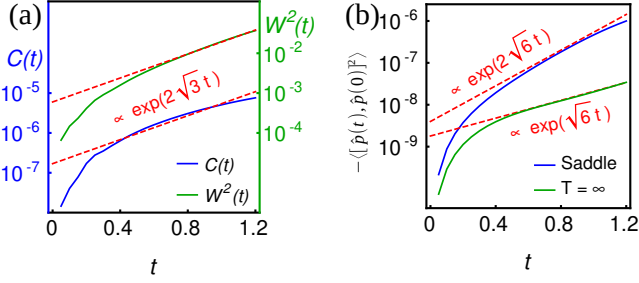 (a)
C(t)
W²(t)
10⁻⁵
10⁻⁶
10⁻⁷
10⁻²
10⁻³
10⁻⁴
∝ exp(2√3 t)
C(t)
W²(t)
0 0.4 0.8 1.2
t
(b)
−⟨[p̂(t), p̂(0)]²⟩
10⁻⁶
10⁻⁷
10⁻⁸
10⁻⁹
∝ exp(2√6 t)
∝ exp(√6 t)
Saddle
T = ∞
0 0.4 0.8 1.2
t